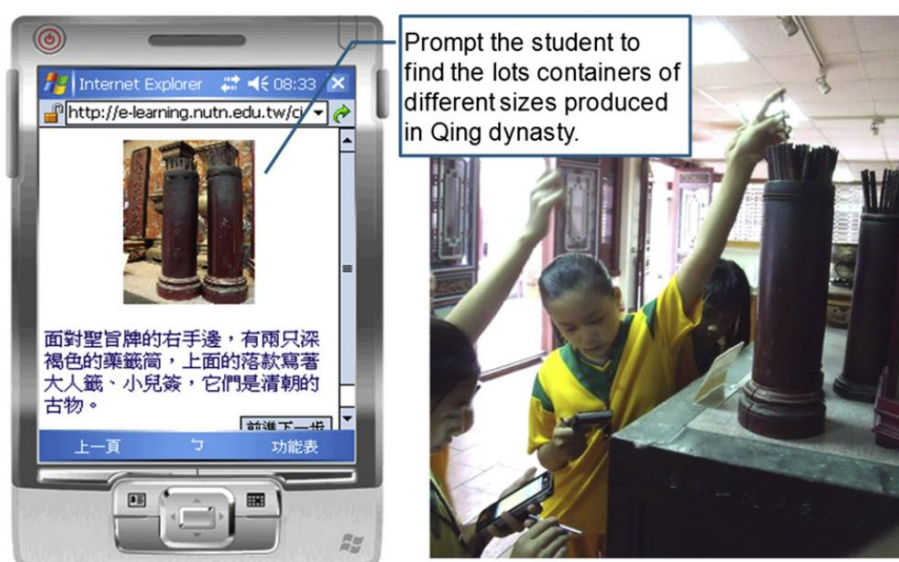 Internet Explorer 08:33
http://e-learning.nutn.edu.tw/ci
面對聖旨牌的右手邊，有兩只深
褐色的藥籤筒，上面的落款寫著
大人籤、小兒簽，它們是清朝的
古物。
前進下一步
上一頁 ㄅ 功能表
Prompt the student to
find the lots containers of
different sizes produced
in Qing dynasty.